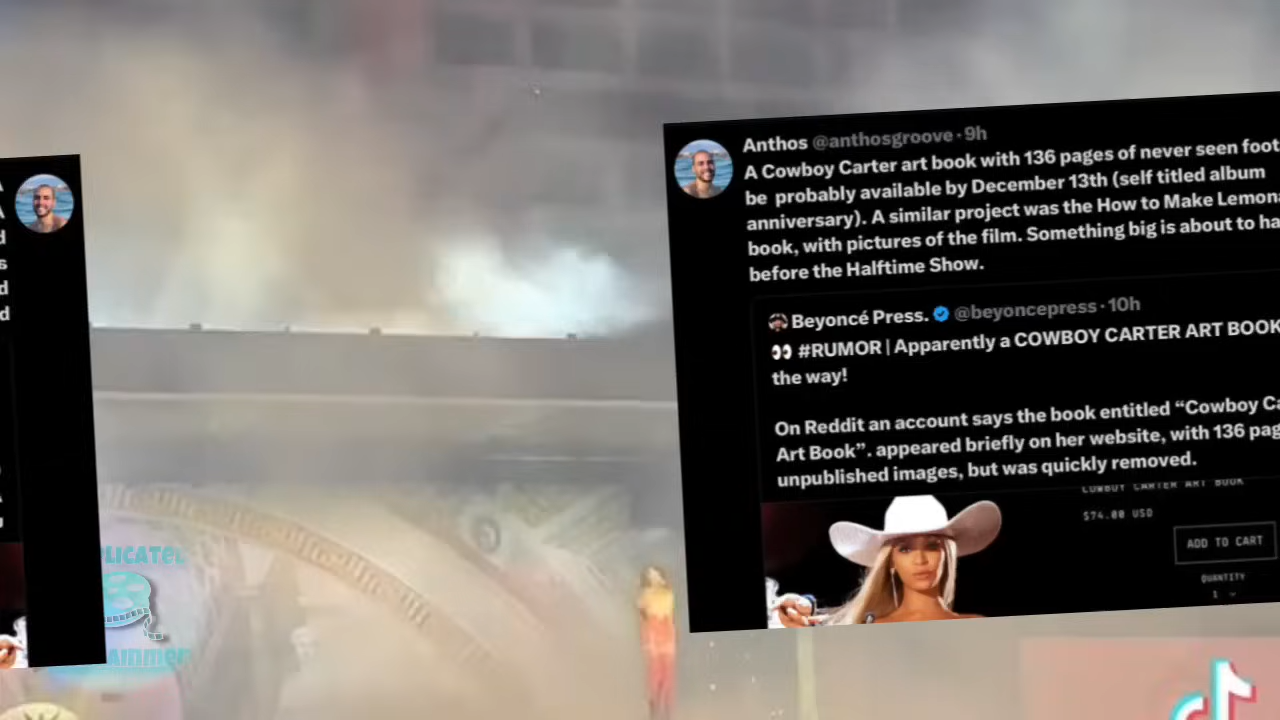 Anthos @anthosgroove · 9h
A Cowboy Carter art book with 136 pages of never seen foot
be probably available by December 13th (self titled album
anniversary). A similar project was the How to Make Lemona
book, with pictures of the film. Something big is about to ha
before the Halftime Show.
Beyoncé Press. @beyoncepress · 10h
👀 #RUMOR | Apparently a COWBOY CARTER ART BOOK
the way!
On Reddit an account says the book entitled “Cowboy Ca
Art Book”. appeared briefly on her website, with 136 pag
unpublished images, but was quickly removed.
COWBOY CARTER ART BOOK
$74.00 USD
ADD TO CART
QUANTITY
1